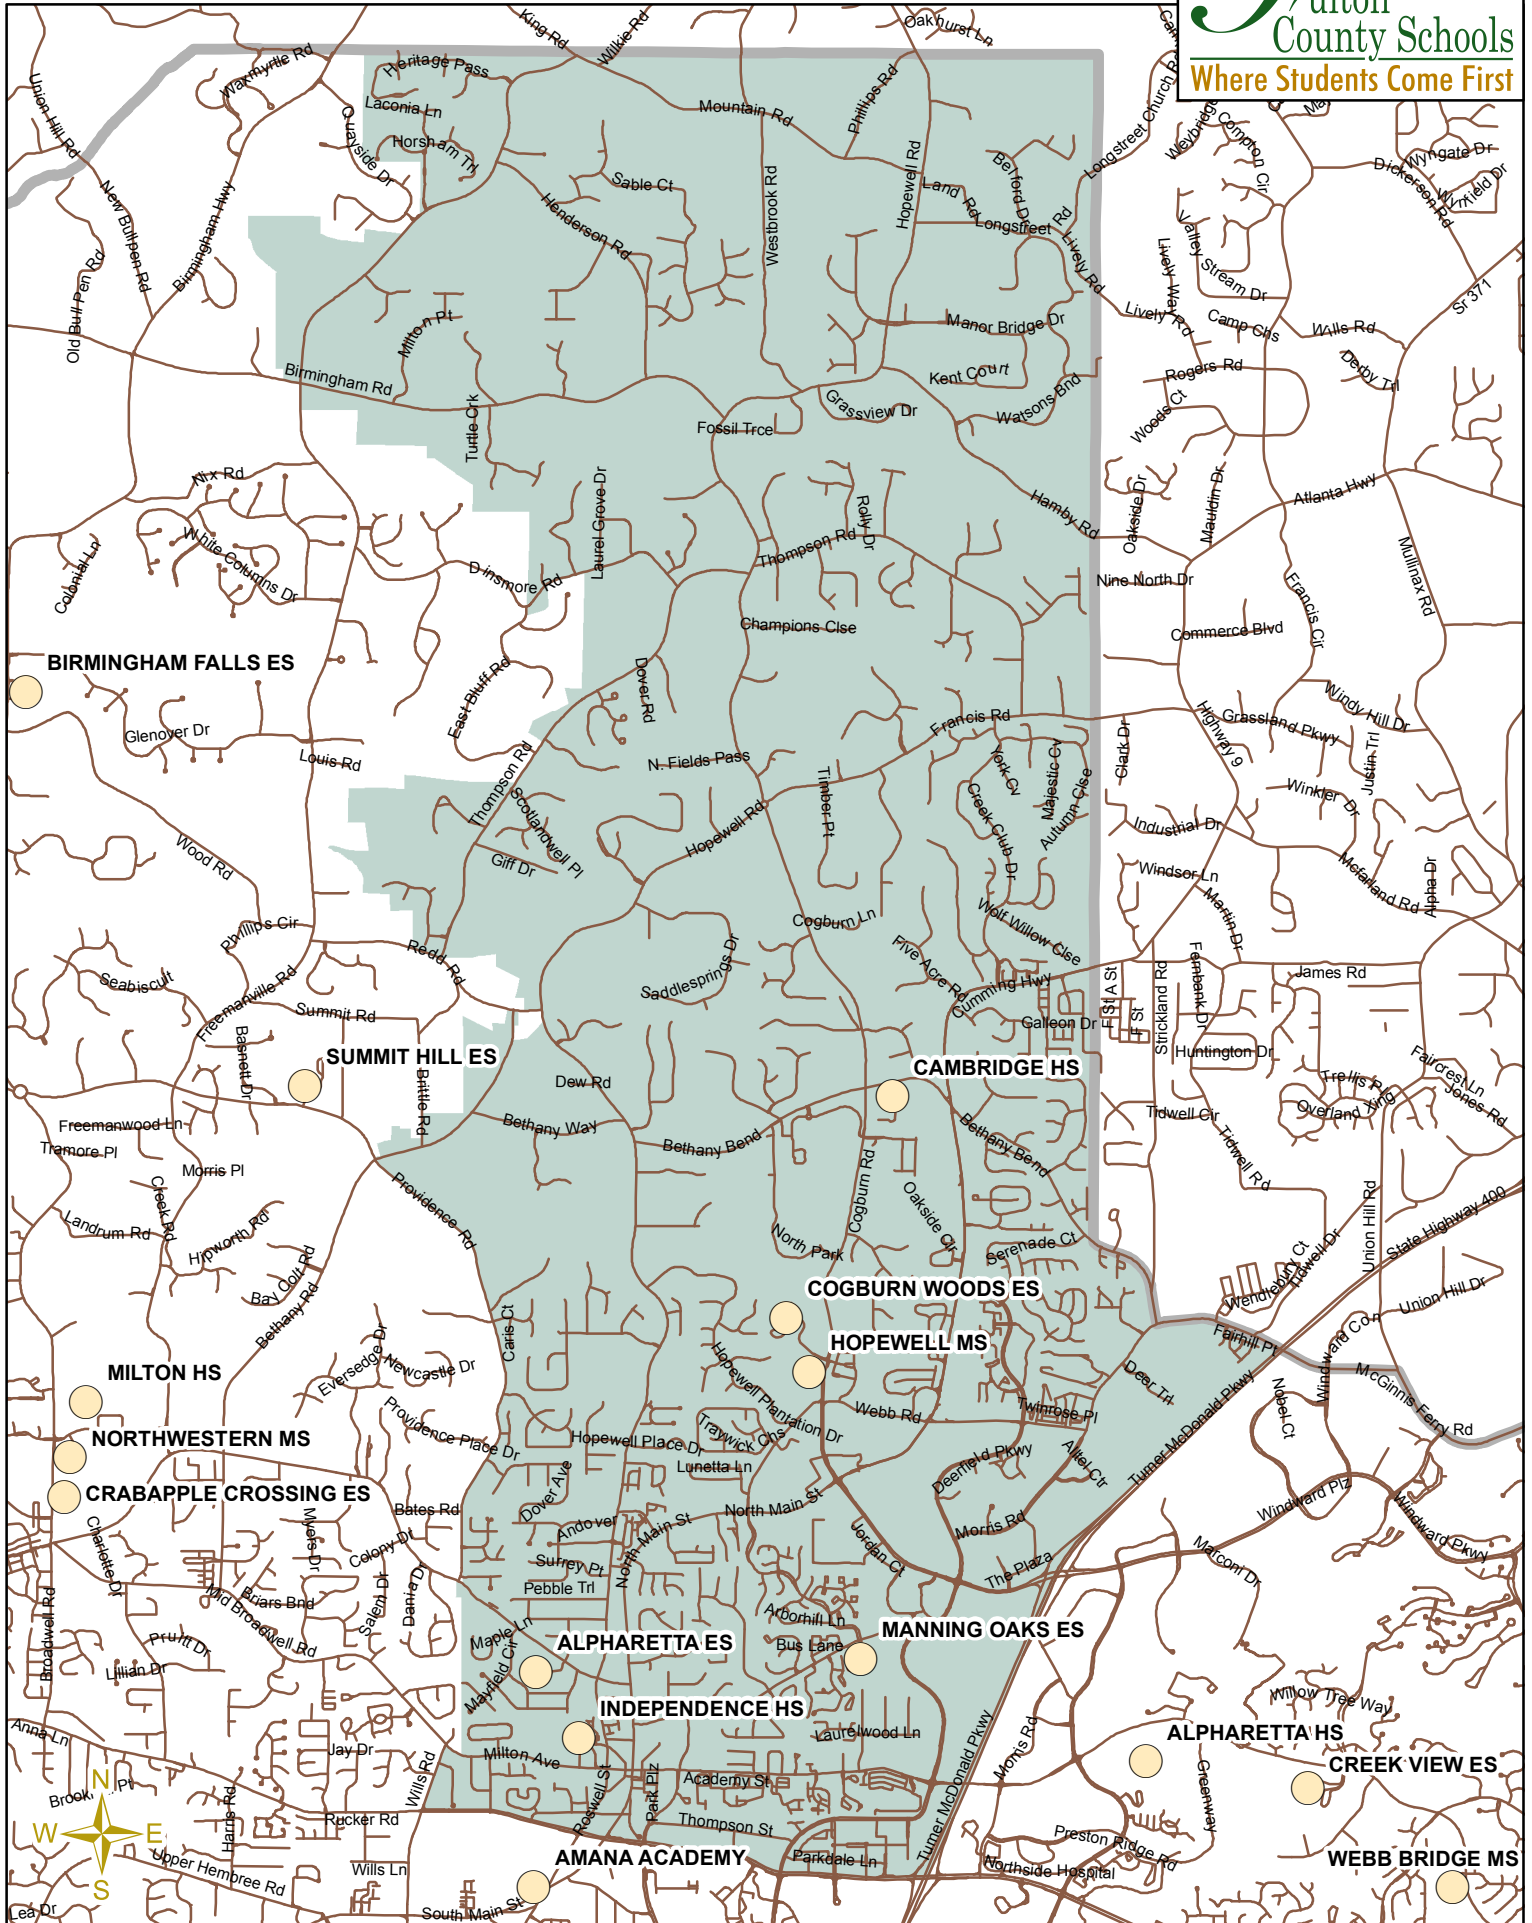 Fulton
County Schools
Where Students Come First
King Rd
Wilkie Rd
Oakhurst Ln
Waxmyrtle Rd
Heritage Pass
Union Hill Rd
Laconia Ln
Quayside Dr
Horsham Trl
Mountain Rd
Phillips Rd
Longstreet Church Rd
Weybridge
Compton Cir
Wyngate Dr
Dickerson Rd
Wynfield Dr
New Bullpen Rd
Birmingham Hwy
Sable Ct
Henderson Rd
Westbrook Rd
Hopewell Rd
Land Rd
Bexford Dr
Longstreet Rd
Lively Rd
Valley Stream Dr
Lively Way
Old Bull Pen Rd
Milton Pt
Manor Bridge Dr
Lively Rd
Camp Chs
Wills Rd
Sr 371
Birmingham Rd
Kent Court
Rogers Rd
Derby Trl
Turtle Crk
Grassview Dr
Watsons Bnd
Woods Ct
Fossil Trce
Nix Rd
Laurel Grove Dr
Rolly Dr
Hamby Rd
Oakside Dr
Mauldin Dr
Atlanta Hwy
Colonial Ln
White Columns Dr
Dinsmore Rd
Thompson Rd
Nine North Dr
Mullinax Rd
Francis Cir
Champions Clse
Commerce Blvd
BIRMINGHAM FALLS ES
East Bluff Rd
Dover Rd
Glenover Dr
Louis Rd
N. Fields Pass
Francis Rd
Clark Dr
Highway 9
Grassland Pkwy
Windy Hill Dr
Justin Trl
Thompson Rd
Scotlandwell Pl
Timber Pt
York Cv
Majestic Cv
Autumn Clse
Creek Club Dr
Winkler Dr
Wood Rd
Giff Dr
Hopewell Rd
Industrial Dr
Windsor Ln
Mcfarland Rd
Alpha Dr
Phillips Cir
Redd Rd
Cogburn Ln
Wolf Willow Clse
Martin Dr
Seabiscuit
Freemanville Rd
Saddlesprings Dr
Five Acre Rd
Cumming Hwy
James Rd
Summit Rd
Basnett Dr
Galleon Dr
F St
A St
F St
Strickland Rd
Fernbank Dr
Huntington Dr
SUMMIT HILL ES
Brittle Rd
Dew Rd
CAMBRIDGE HS
Trellis Pl
Faircrest Ln
Jones Rd
Overland Xing
Freemanwood Ln
Bethany Way
Bethany Bend
Bethany Bend
Tidwell Cir
Tramore Pl
Morris Pl
Tidwell Rd
Creek Rd
Landrum Rd
Hipworth Rd
Providence Rd
Cogburn Rd
Oakside Cir
North Park
Serenade Ct
Union Hill Rd
State Highway 400
Bay Colt Rd
Bethany Rd
Wendlebury Ct
Tidwell Dr
Union Hill Dr
COGBURN WOODS ES
Caris Ct
HOPEWELL MS
Fairhill Pt
Windward Con
MILTON HS
Eversedge Dr
Newcastle Dr
Hopewell Plantation Dr
Deer Trl
McGinnis Ferry Rd
Nobel Ct
Turner McDonald Pkwy
NORTHWESTERN MS
Providence Place Dr
Hopewell Place Dr
Traywick Chs
Webb Rd
Twinrose Pl
Lunetta Ln
Deerfield Pkwy
Alltel Ctr
CRABAPPLE CROSSING ES
Bates Rd
Dover Ave
Andover
North Main St
North Main St
Windward Plz
Windward Pkwy
Charlotte Dr
Myers Dr
Colony Dr
Surrey Pt
Jordan Ct
Morris Rd
The Plaza
Marconi Dr
Broadwell Rd
Mid Broadwell Rd
Briars Bnd
Salem Dr
Dania Dr
Pebble Trl
Arborhill Ln
Bus Lane
MANNING OAKS ES
Pruitt Dr
Lillian Dr
Maple Ln
Mayfield Cir
ALPHARETTA ES
Willow Tree Way
INDEPENDENCE HS
Laurelwood Ln
ALPHARETTA HS
CREEK VIEW ES
Anna Ln
Jay Dr
Wills Rd
Milton Ave
Roswell St
Park Plz
Academy St
Turner McDonald Pkwy
Morris Rd
Greenway
N
W
E
S
Harris Rd
Rucker Rd
Thompson St
Preston Ridge Rd
Upper Hembree Rd
Wills Ln
AMANA ACADEMY
Parkdale Ln
Northside Hospital
WEBB BRIDGE MS
Lea Dr
South Main St